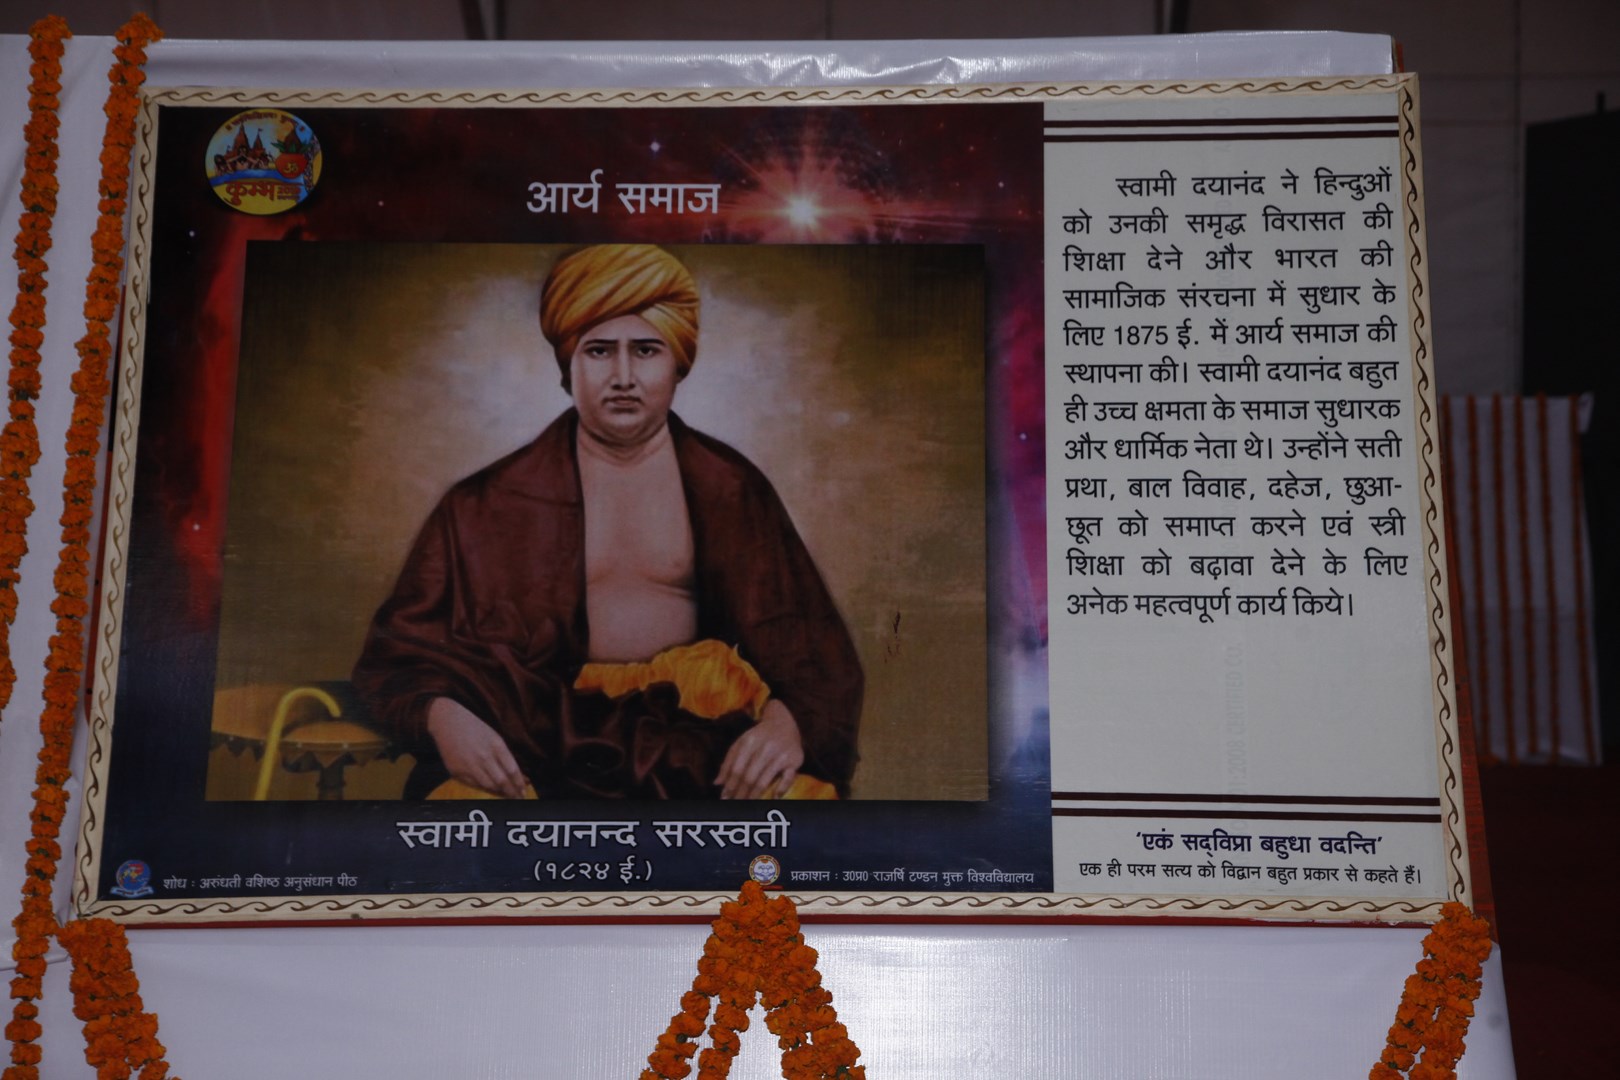 कुम्भ
आर्य समाज
स्वामी दयानन्द सरस्वती
(१८२४ ई.)
शोध : अरुंधती वशिष्ठ अनुसंधान पीठ
प्रकाशन : उ0प्र0 राजर्षि टण्डन मुक्त विश्वविद्यालय
स्वामी दयानंद ने हिन्दुओं
को उनकी समृद्ध विरासत की
शिक्षा देने और भारत की
सामाजिक संरचना में सुधार के
लिए 1875 ई. में आर्य समाज की
स्थापना की। स्वामी दयानंद बहुत
ही उच्च क्षमता के समाज सुधारक
और धार्मिक नेता थे। उन्होंने सती
प्रथा, बाल विवाह, दहेज, छुआ-
छूत को समाप्त करने एवं स्त्री
शिक्षा को बढ़ावा देने के लिए
अनेक महत्वपूर्ण कार्य किये।
‘एकं सद्विप्रा बहुधा वदन्ति’
एक ही परम सत्य को विद्वान बहुत प्रकार से कहते हैं।